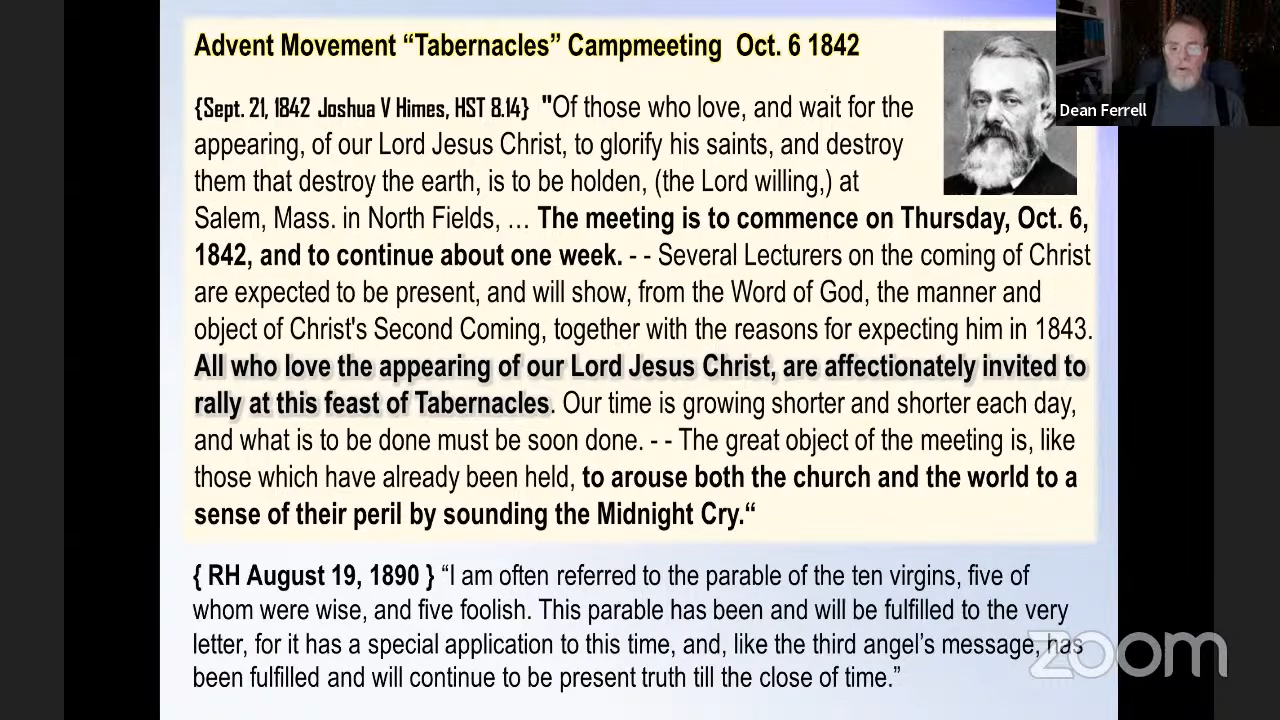 Advent Movement “Tabernacles” Campmeeting Oct. 6 1842
{Sept. 21, 1842 Joshua V Himes, HST 8.14} "Of those who love, and wait for the
appearing, of our Lord Jesus Christ, to glorify his saints, and destroy
them that destroy the earth, is to be holden, (the Lord willing,) at
Salem, Mass. in North Fields, … The meeting is to commence on Thursday, Oct. 6,
1842, and to continue about one week. - - Several Lecturers on the coming of Christ
are expected to be present, and will show, from the Word of God, the manner and
object of Christ's Second Coming, together with the reasons for expecting him in 1843.
All who love the appearing of our Lord Jesus Christ, are affectionately invited to
rally at this feast of Tabernacles. Our time is growing shorter and shorter each day,
and what is to be done must be soon done. - - The great object of the meeting is, like
those which have already been held, to arouse both the church and the world to a
sense of their peril by sounding the Midnight Cry.“
{ RH August 19, 1890 } “I am often referred to the parable of the ten virgins, five of
whom were wise, and five foolish. This parable has been and will be fulfilled to the very
letter, for it has a special application to this time, and, like the third angel’s message, has
been fulfilled and will continue to be present truth till the close of time.”
Dean Ferrell
zoom